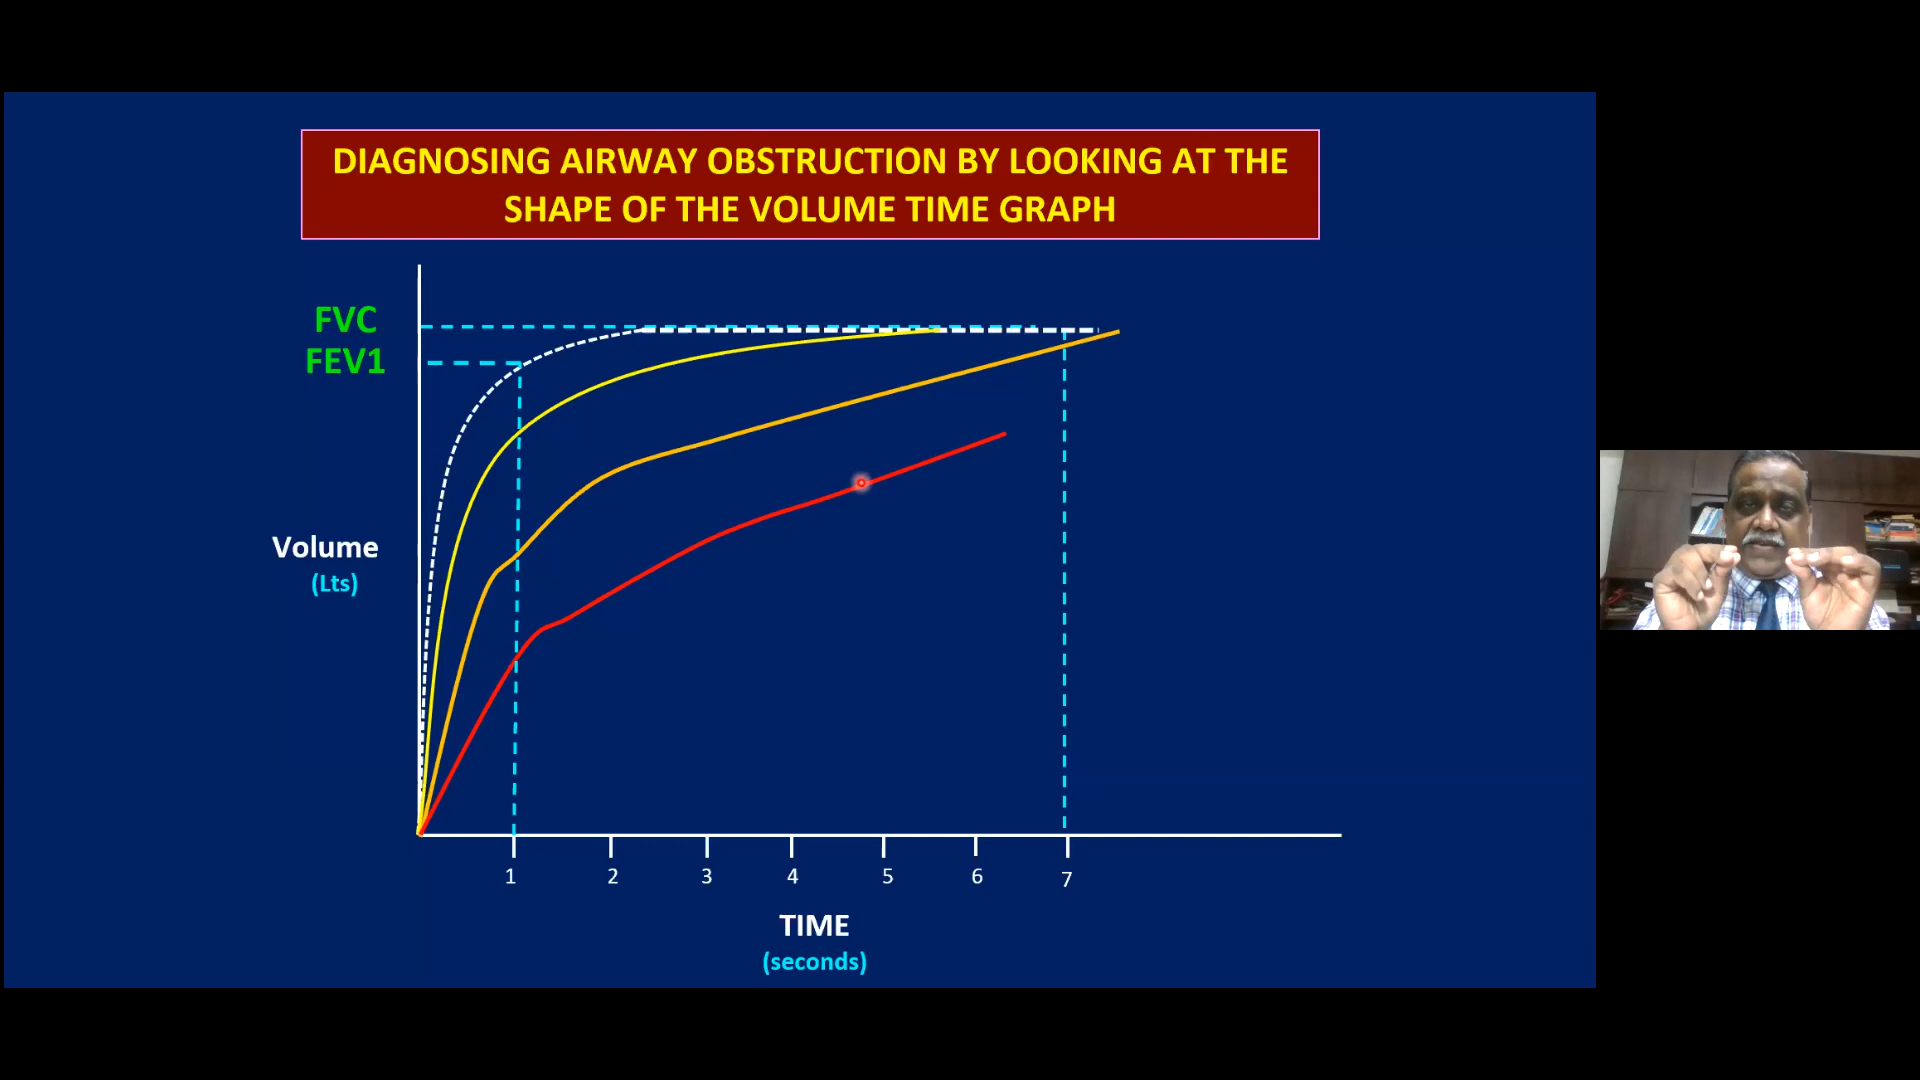 DIAGNOSING AIRWAY OBSTRUCTION BY LOOKING AT THE
SHAPE OF THE VOLUME TIME GRAPH
FVC
FEV1
Volume
(Lts)
1 2 3 4 5 6 7
TIME
(seconds)